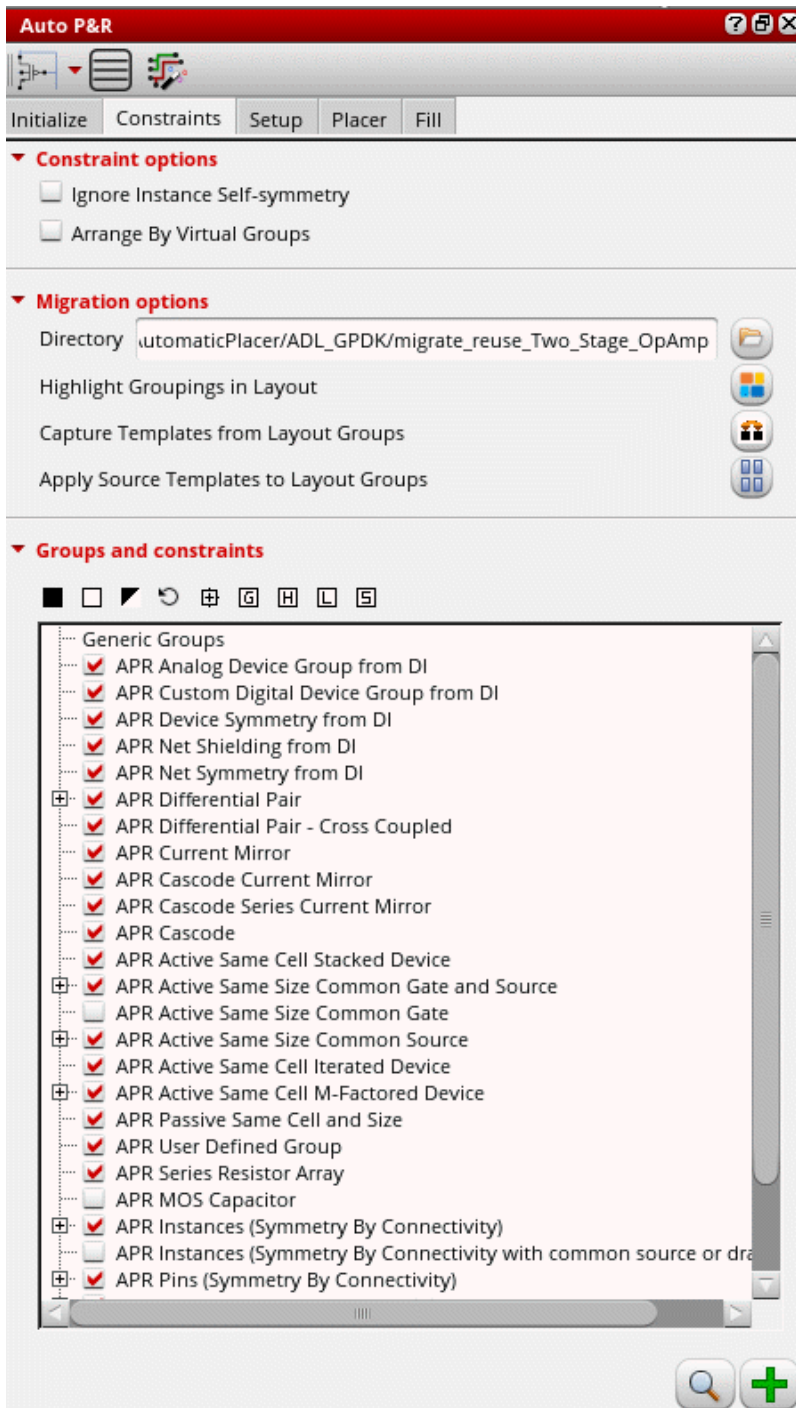 Auto P&R
Initialize Constraints Setup Placer Fill
Constraint options
Ignore Instance Self-symmetry
Arrange By Virtual Groups
Migration options
Directory utomaticPlacer/ADL_GPDK/migrate_reuse_Two_Stage_OpAmp
Highlight Groupings in Layout
Capture Templates from Layout Groups
Apply Source Templates to Layout Groups
Groups and constraints
G H L S
Generic Groups
APR Analog Device Group from DI
APR Custom Digital Device Group from DI
APR Device Symmetry from DI
APR Net Shielding from DI
APR Net Symmetry from DI
APR Differential Pair
APR Differential Pair - Cross Coupled
APR Current Mirror
APR Cascode Current Mirror
APR Cascode Series Current Mirror
APR Cascode
APR Active Same Cell Stacked Device
APR Active Same Size Common Gate and Source
APR Active Same Size Common Gate
APR Active Same Size Common Source
APR Active Same Cell Iterated Device
APR Active Same Cell M-Factored Device
APR Passive Same Cell and Size
APR User Defined Group
APR Series Resistor Array
APR MOS Capacitor
APR Instances (Symmetry By Connectivity)
APR Instances (Symmetry By Connectivity with common source or dra
APR Pins (Symmetry By Connectivity)